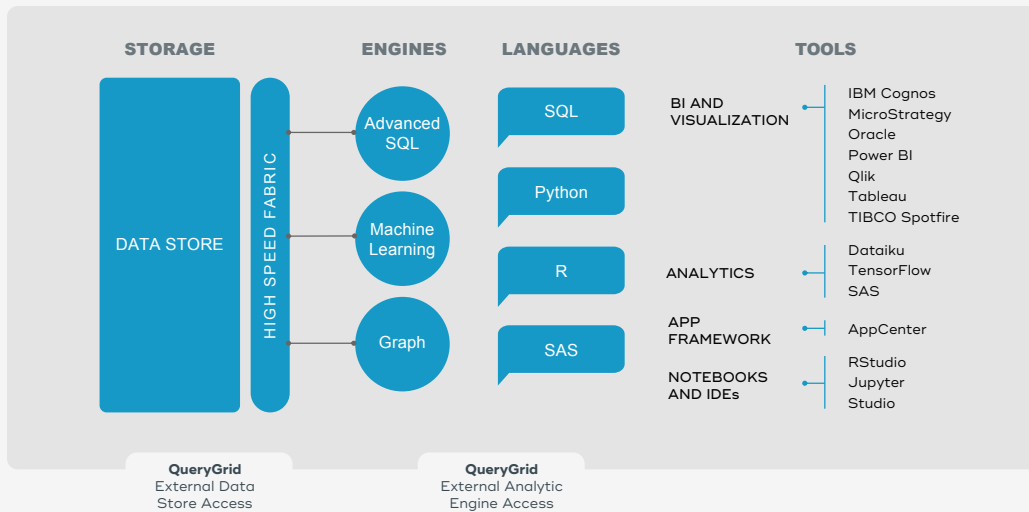 STORAGE
ENGINES
LANGUAGES
TOOLS
DATA STORE
HIGH SPEED FABRIC
Advanced
SQL
Machine
Learning
Graph
SQL
Python
R
SAS
BI AND
VISUALIZATION
IBM Cognos
MicroStrategy
Oracle
Power BI
Qlik
Tableau
TIBCO Spotfire
ANALYTICS
Dataiku
TensorFlow
SAS
APP
FRAMEWORK
AppCenter
NOTEBOOKS
AND IDEs
RStudio
Jupyter
Studio
QueryGrid
External Data
Store Access
QueryGrid
External Analytic
Engine Access